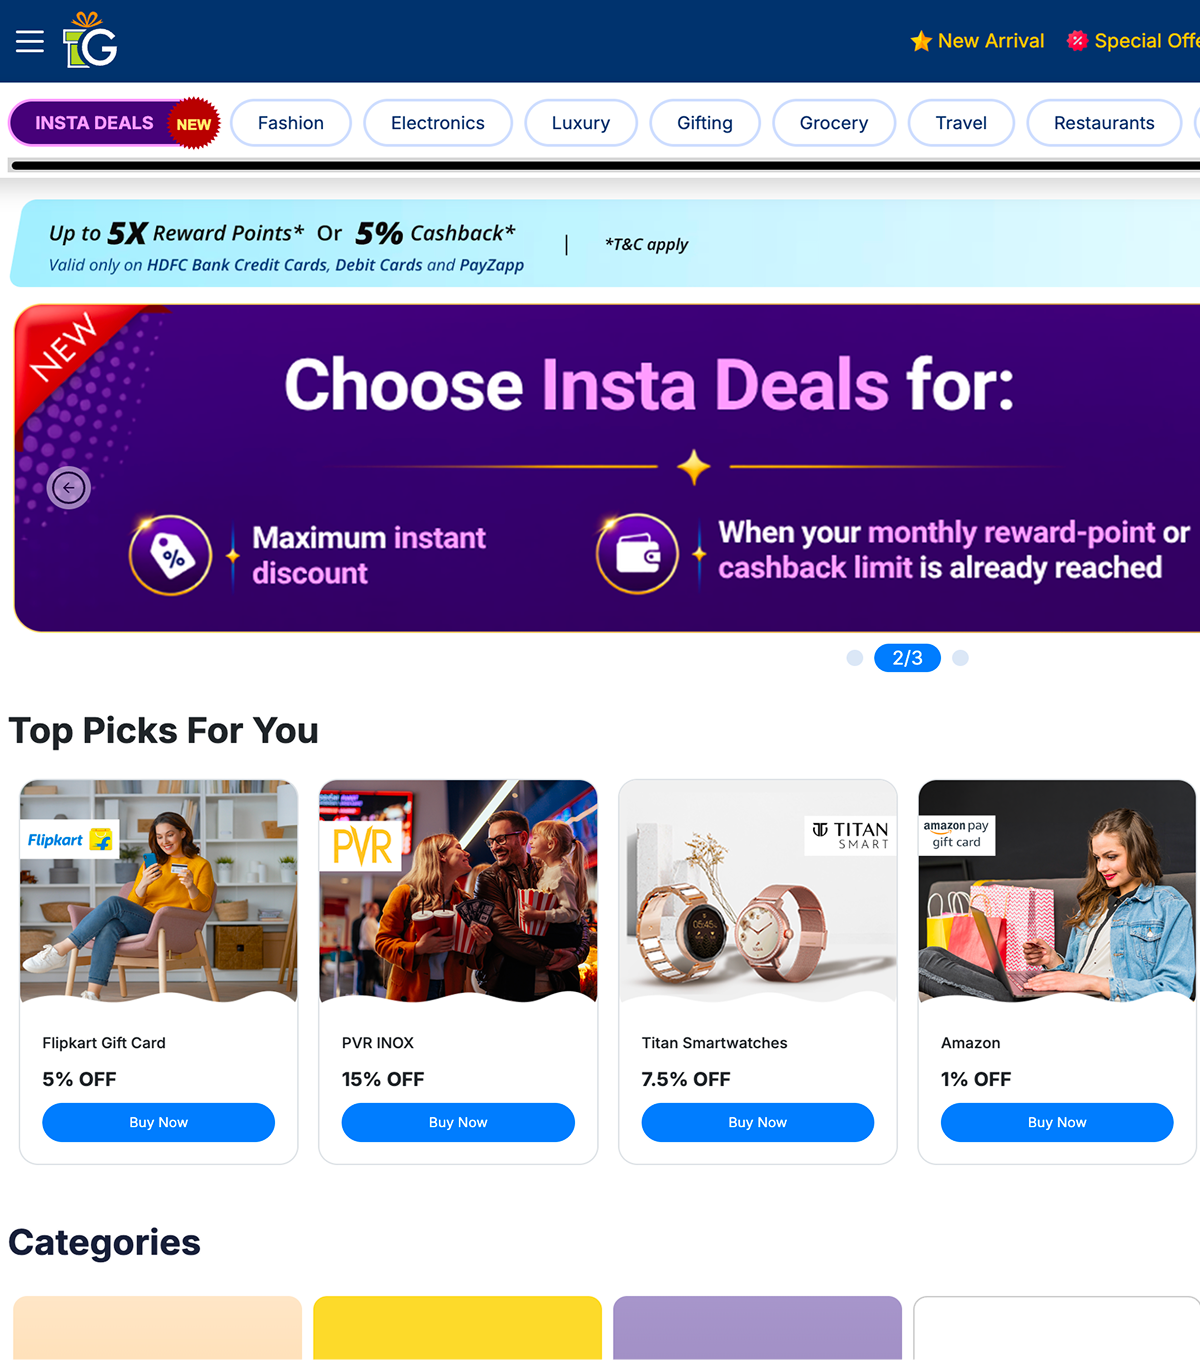 TG
New Arrival
Special Offe
INSTA DEALS
NEW
Fashion
Electronics
Luxury
Gifting
Grocery
Travel
Restaurants
Up to 5X Reward Points* Or 5% Cashback*
Valid only on HDFC Bank Credit Cards, Debit Cards and PayZapp
| *T&C apply
NEW
Choose Insta Deals for:
%
Maximum instant
discount
When your monthly reward-point or
cashback limit is already reached
2/3
Top Picks For You
Flipkart
PVR
TITAN
SMART
amazon pay
gift card
Flipkart Gift Card
5% OFF
Buy Now
PVR INOX
15% OFF
Buy Now
Titan Smartwatches
7.5% OFF
Buy Now
Amazon
1% OFF
Buy Now
Categories